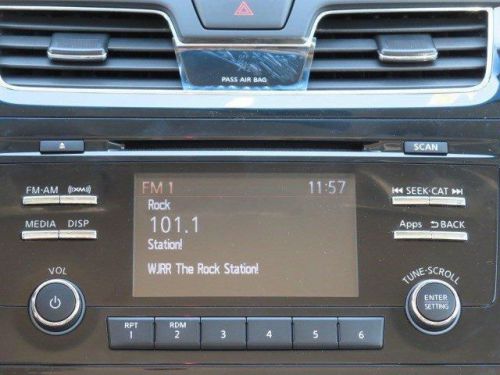 PASS AIR BAG
SCAN
FM·AM
((XM))
SEEK·CAT
MEDIA
DISP
Apps
BACK
FM 1
11:57
Rock
101.1
Station!
WJRR The Rock Station!
VOL
TUNE·SCROLL
ENTER
SETTING
RPT
1
RDM
2
3
4
5
6